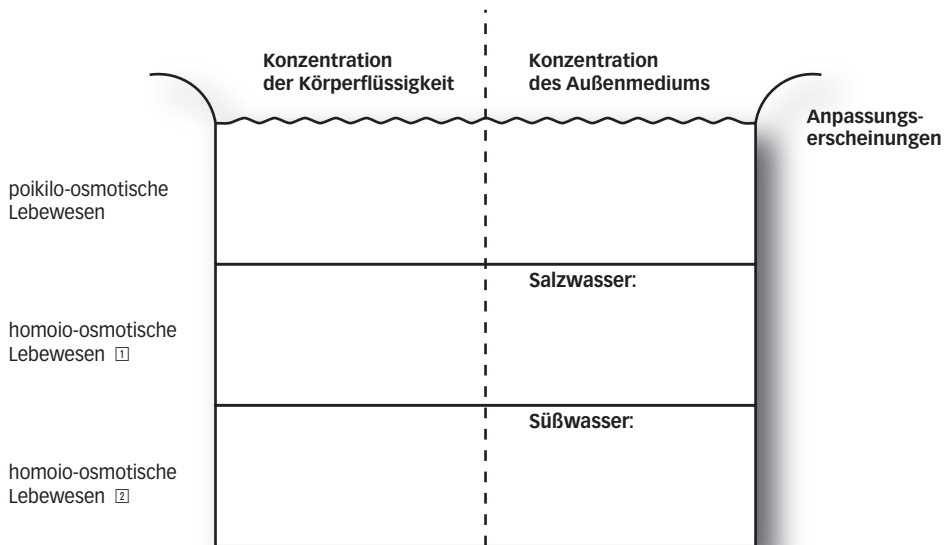 Konzentration
der Körperflüssigkeit
Konzentration
des Außenmediums
Anpassungs-
erscheinungen
poikilo-osmotische
Lebewesen
Salzwasser:
homoio-osmotische
Lebewesen 1
Süßwasser:
homoio-osmotische
Lebewesen 2